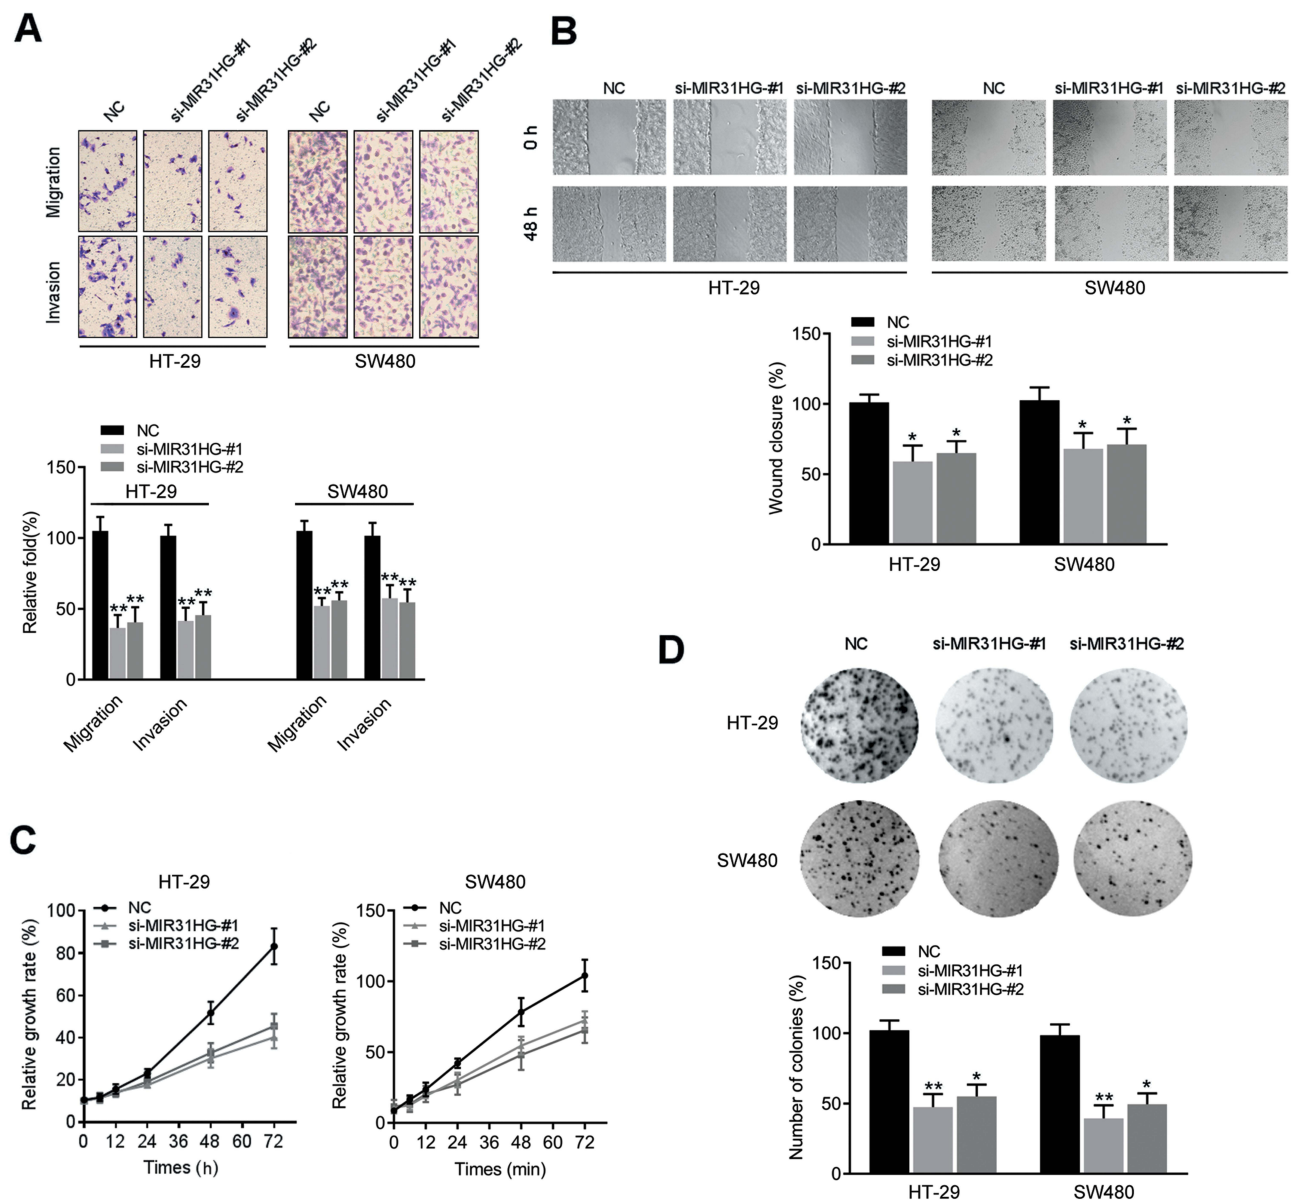 A
NC
si-MIR31HG-#1
si-MIR31HG-#2
NC
si-MIR31HG-#1
si-MIR31HG-#2
Migration
Invasion
HT-29
SW480
NC
si-MIR31HG-#1
si-MIR31HG-#2
HT-29
SW480
Relative fold(%)
150
100
50
0
** ** ** ** ** ** ** **
Migration
Invasion
Migration
Invasion
B
NC
si-MIR31HG-#1
si-MIR31HG-#2
NC
si-MIR31HG-#1
si-MIR31HG-#2
0 h
48 h
HT-29
SW480
NC
si-MIR31HG-#1
si-MIR31HG-#2
Wound closure (%)
150
100
50
0
* * * *
HT-29
SW480
C
HT-29
NC
si-MIR31HG-#1
si-MIR31HG-#2
Relative growth rate (%)
100
80
60
40
20
0
0 12 24 36 48 60 72
Times (h)
SW480
NC
si-MIR31HG-#1
si-MIR31HG-#2
Relative growth rate (%)
150
100
50
0
0 12 24 36 48 60 72
Times (min)
D
NC
si-MIR31HG-#1
si-MIR31HG-#2
HT-29
SW480
NC
si-MIR31HG-#1
si-MIR31HG-#2
Number of colonies (%)
150
100
50
0
** * ** *
HT-29
SW480